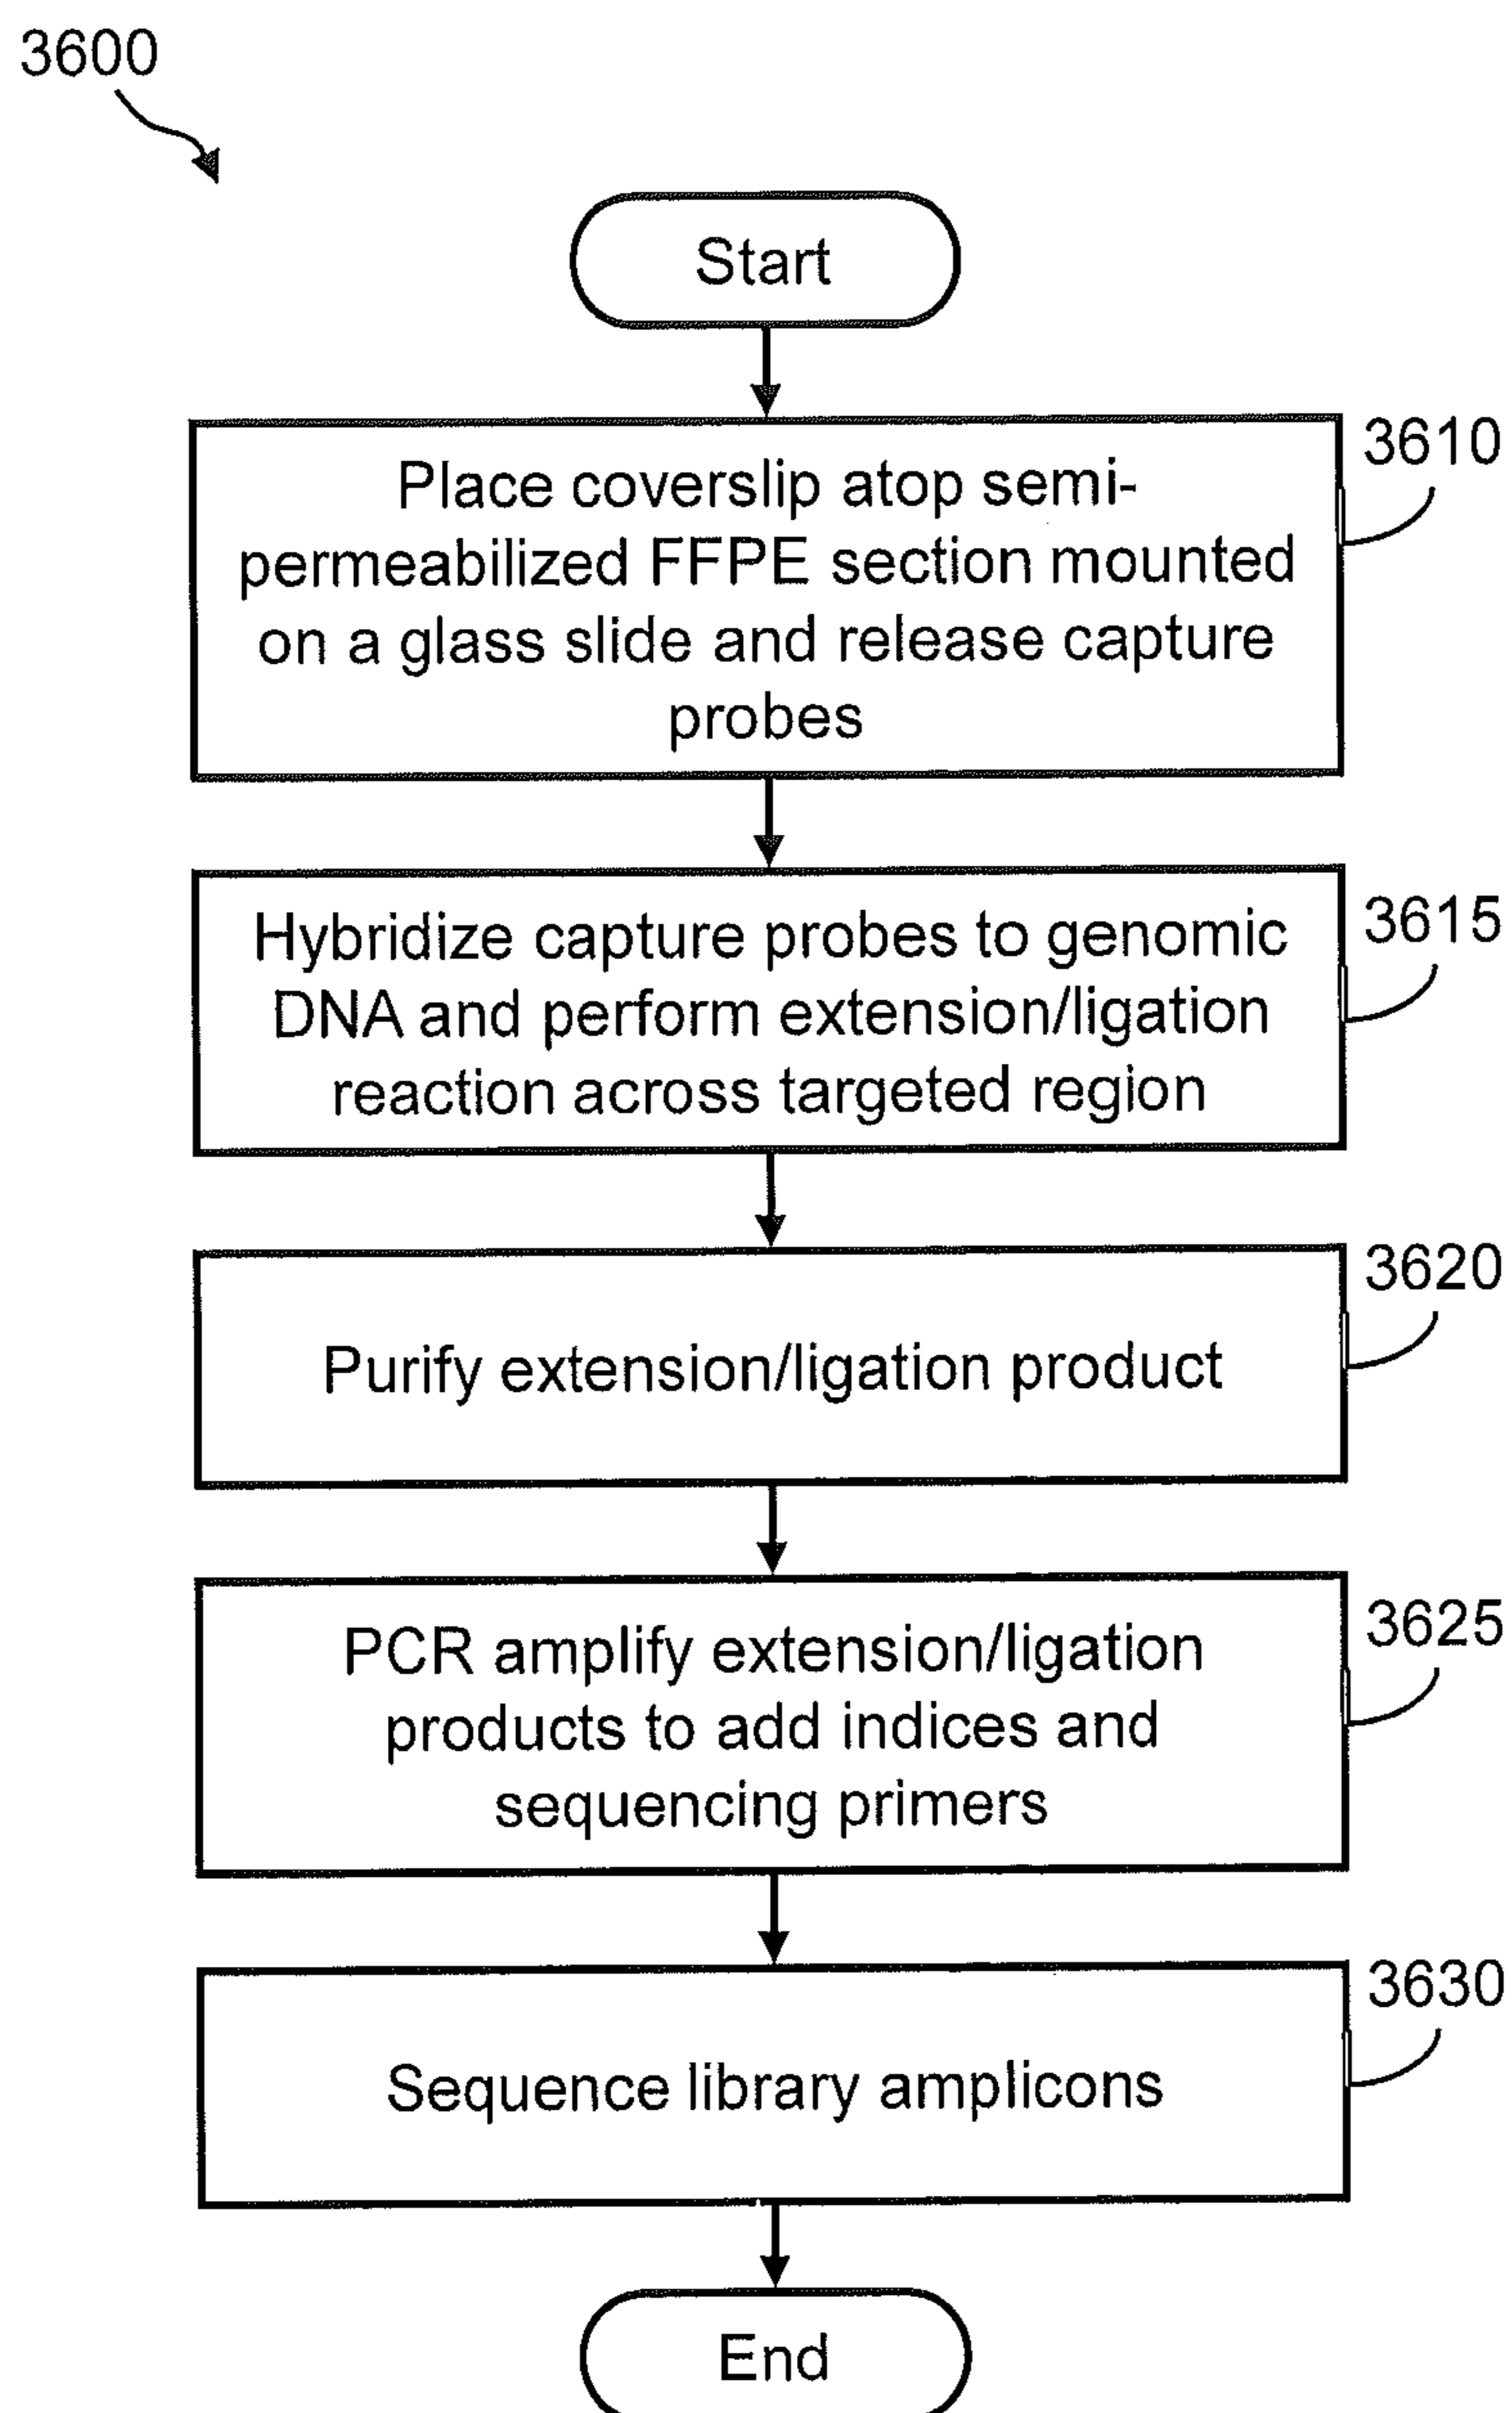 3600
Start
3610
Place coverslip atop semi-
permeabilized FFPE section mounted
on a glass slide and release capture
probes
3615
Hybridize capture probes to genomic
DNA and perform extension/ligation
reaction across targeted region
3620
Purify extension/ligation product
3625
PCR amplify extension/ligation
products to add indices and
sequencing primers
3630
Sequence library amplicons
End